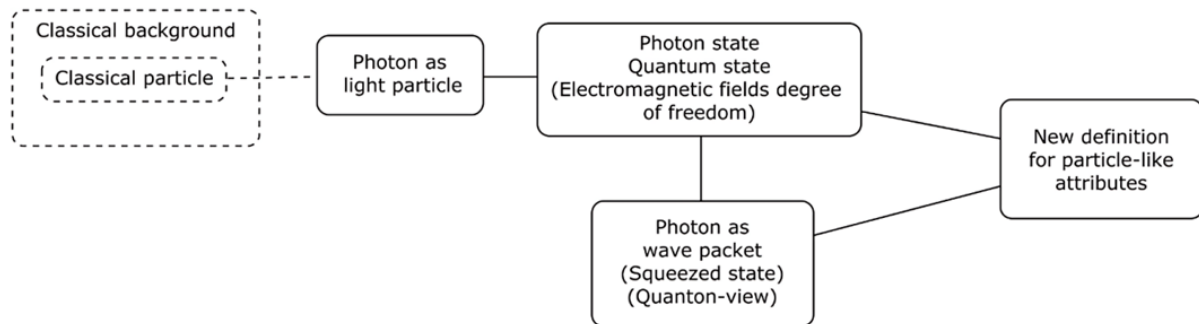 Classical background
Classical particle
Photon as
light particle
Photon state
Quantum state
(Electromagnetic fields degree
of freedom)
New definition
for particle-like
attributes
Photon as
wave packet
(Squeezed state)
(Quanton-view)